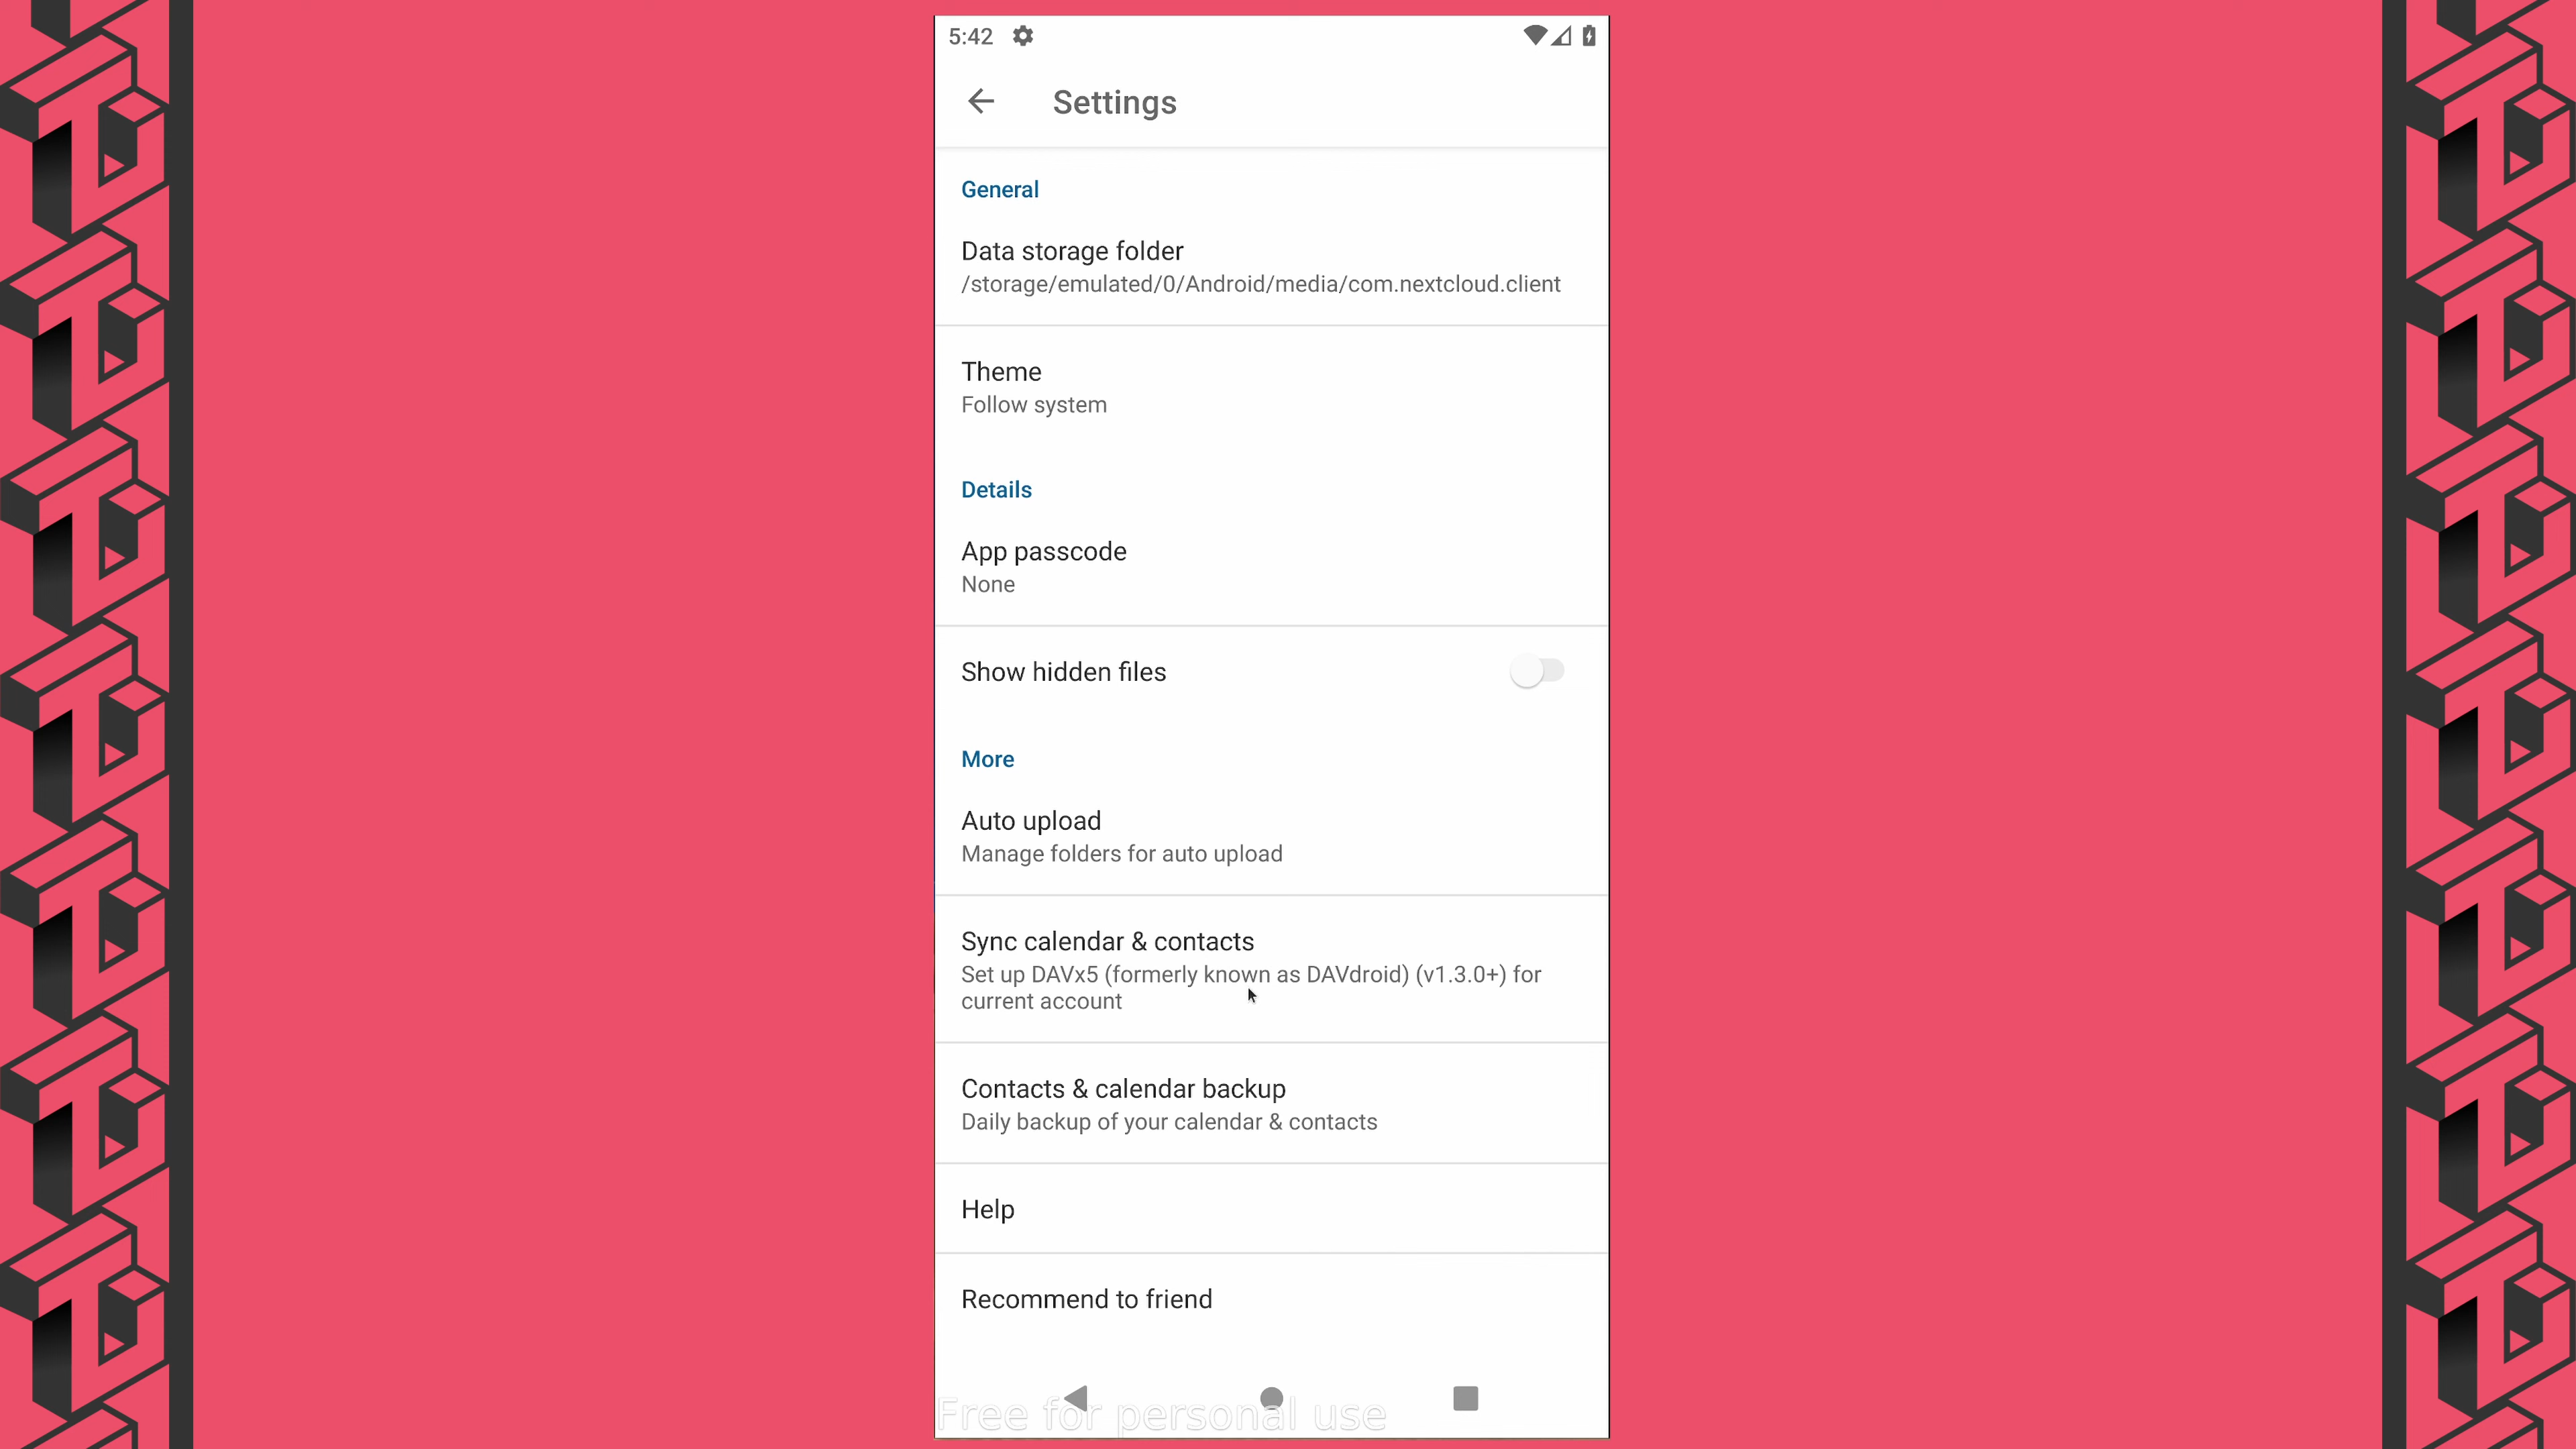 5:42
Settings
General
Data storage folder
/storage/emulated/0/Android/media/com.nextcloud.client
Theme
Follow system
Details
App passcode
None
Show hidden files
More
Auto upload
Manage folders for auto upload
Sync calendar & contacts
Set up DAVx5 (formerly known as DAVdroid) (v1.3.0+) for
current account
Contacts & calendar backup
Daily backup of your calendar & contacts
Help
Recommend to friend
Free for personal use